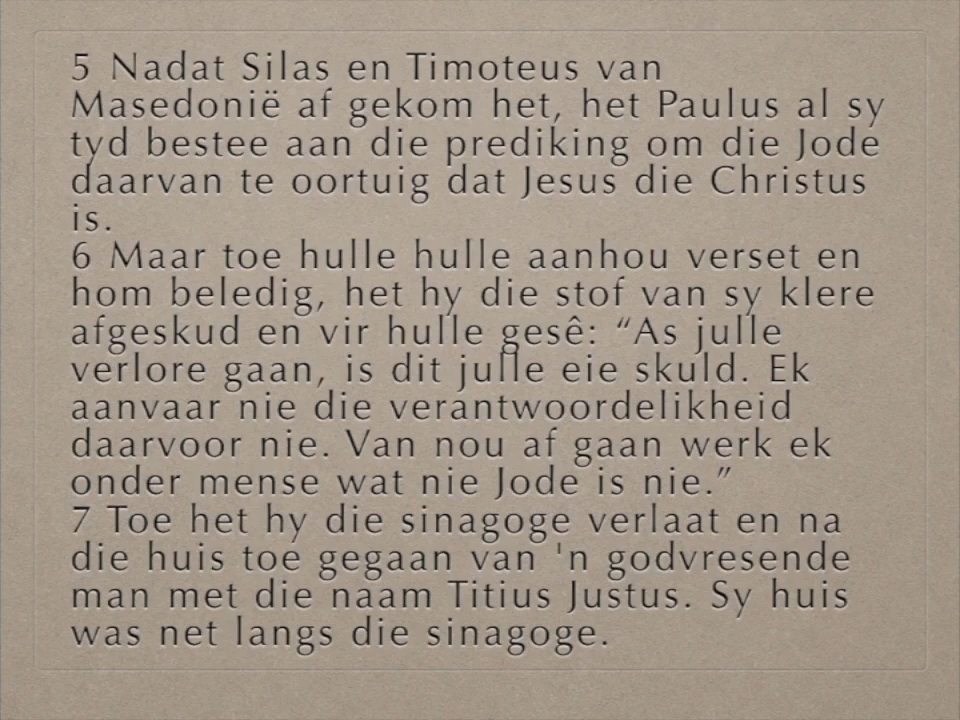 5 Nadat Silas en Timoteus van
Masedonië af gekom het, het Paulus al sy
tyd bestee aan die prediking om die Jode
daarvan te oortuig dat Jesus die Christus
is.
6 Maar toe hulle hulle aanhou verset en
hom beledig, het hy die stof van sy klere
afgeskud en vir hulle gesê: “As julle
verlore gaan, is dit julle eie skuld. Ek
aanvaar nie die verantwoordelikheid
daarvoor nie. Van nou af gaan werk ek
onder mense wat nie Jode is nie.”
7 Toe het hy die sinagoge verlaat en na
die huis toe gegaan van 'n godvresende
man met die naam Titius Justus. Sy huis
was net langs die sinagoge.